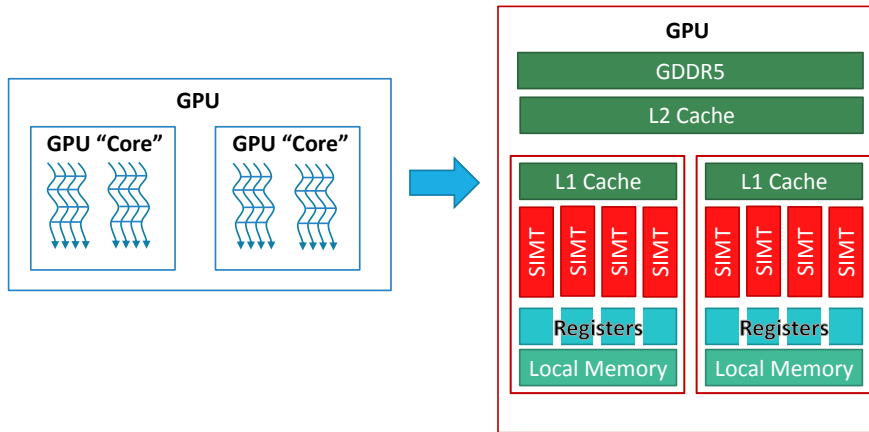 GPU
GPU "Core"
GPU "Core"
GPU
GDDR5
L2 Cache
L1 Cache
SIMT
SIMT
SIMT
SIMT
Registers
Local Memory
L1 Cache
SIMT
SIMT
SIMT
SIMT
Registers
Local Memory